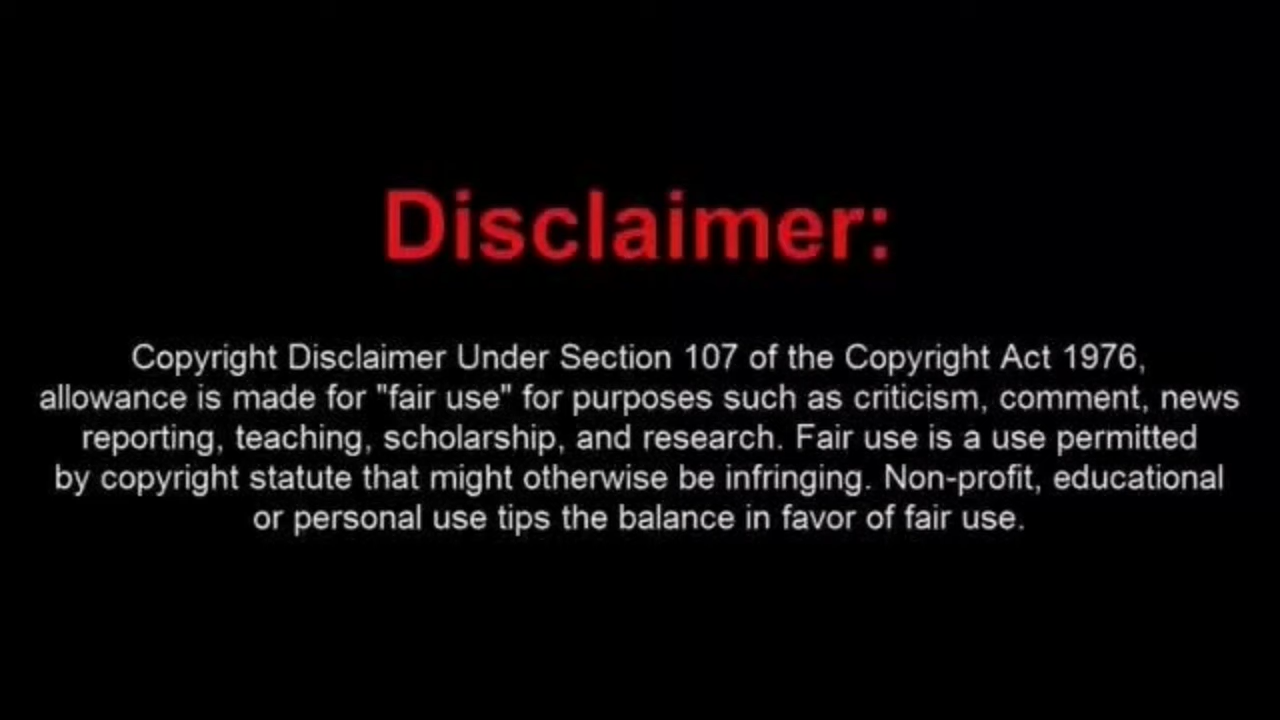 Disclaimer:
Copyright Disclaimer Under Section 107 of the Copyright Act 1976,
allowance is made for "fair use" for purposes such as criticism, comment, news
reporting, teaching, scholarship, and research. Fair use is a use permitted
by copyright statute that might otherwise be infringing. Non-profit, educational
or personal use tips the balance in favor of fair use.